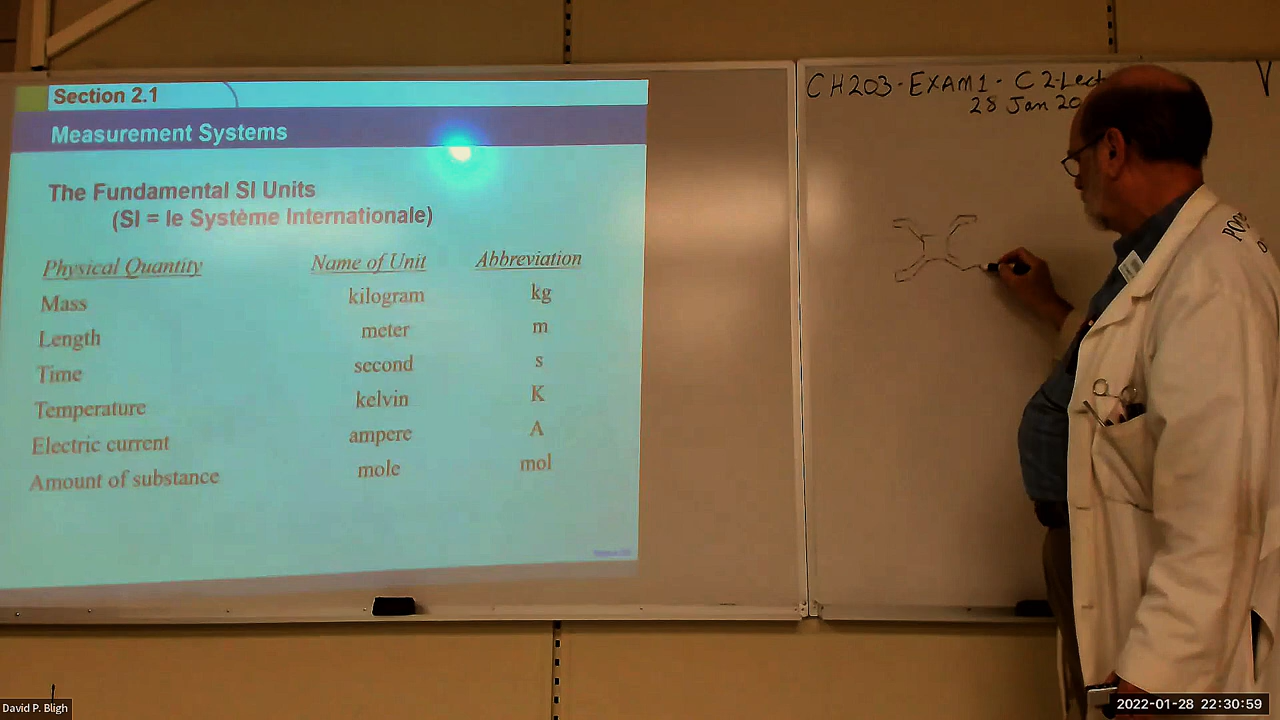 Section 2.1
Measurement Systems
The Fundamental SI Units
(SI = le Système Internationale)
Physical Quantity Name of Unit Abbreviation
Mass kilogram kg
Length meter m
Time second s
Temperature kelvin K
Electric current ampere A
Amount of substance mole mol
CH203-EXAM1- C2-Lect
28 Jan 20
David P. Bligh
2022-01-28 22:30:59